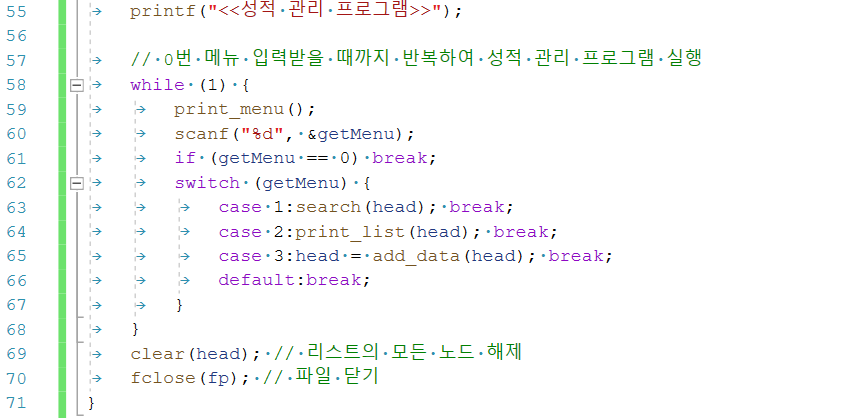 55 printf("<<성적 관리 프로그램>>");
56
57 // 0번 메뉴 입력받을 때까지 반복하여 성적 관리 프로그램 실행
58 while (1) {
59 print_menu();
60 scanf("%d", &getMenu);
61 if (getMenu == 0) break;
62 switch (getMenu) {
63 case 1:search(head); break;
64 case 2:print_list(head); break;
65 case 3:head = add_data(head); break;
66 default:break;
67 }
68 }
69 clear(head); // 리스트의 모든 노드 해제
70 fclose(fp); // 파일 닫기
71 }